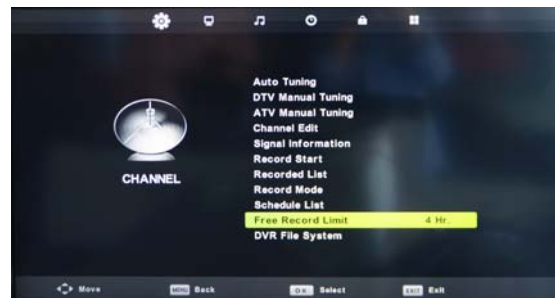 Auto Tuning
DTV Manual Tuning
ATV Manual Tuning
Channel Edit
Signal Information
Record Start
Recorded List
Record Mode
Schedule List
Free Record Limit 4 Hr.
DVR File System
CHANNEL
Move MENU Back OK Select EXIT Exit